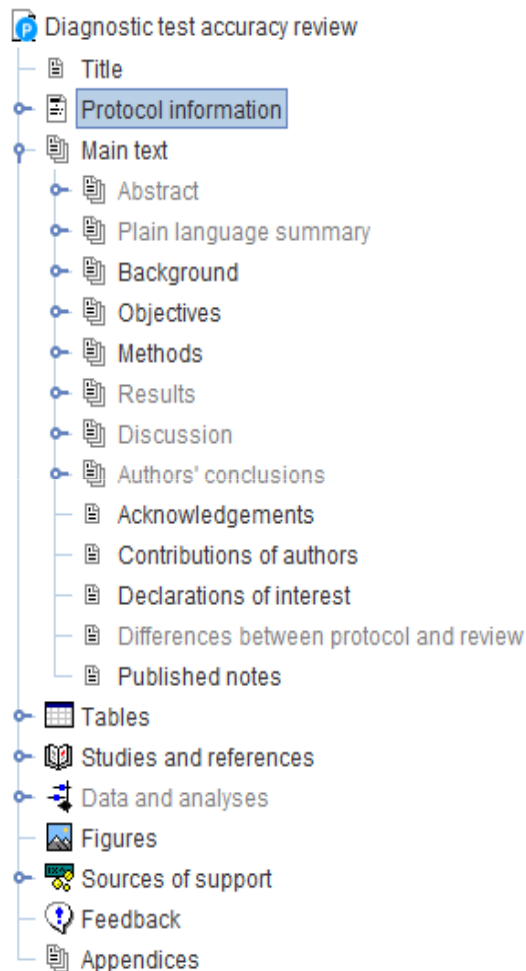 Diagnostic test accuracy review
Title
Protocol information
Main text
Abstract
Plain language summary
Background
Objectives
Methods
Results
Discussion
Authors' conclusions
Acknowledgements
Contributions of authors
Declarations of interest
Differences between protocol and review
Published notes
Tables
Studies and references
Data and analyses
Figures
Sources of support
Feedback
Appendices